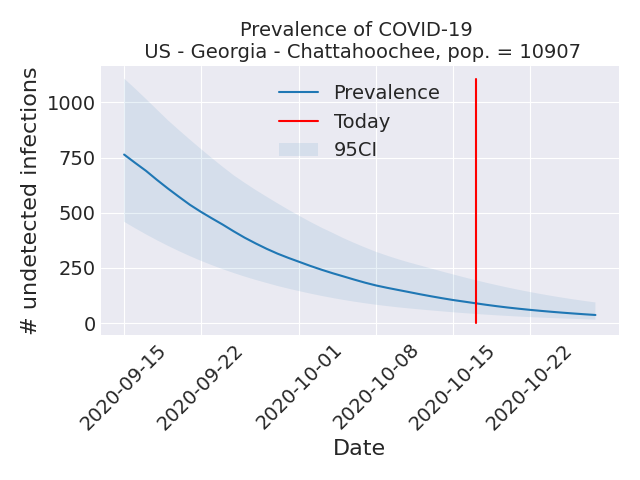 Prevalence of COVID-19
US - Georgia - Chattahoochee, pop. = 10907
# undetected infections
1000
750
500
250
0
Prevalence
Today
95CI
2020-09-15
2020-09-22
2020-10-01
2020-10-08
2020-10-15
2020-10-22
Date